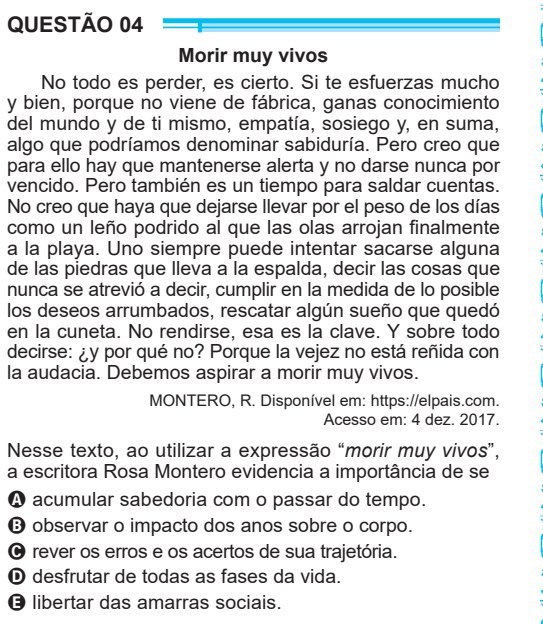 QUESTÃO 04
Morir muy vivos
No todo es perder, es cierto. Si te esfuerzas mucho
y bien, porque no viene de fábrica, ganas conocimiento
del mundo y de ti mismo, empatía, sosiego y, en suma,
algo que podríamos denominar sabiduría. Pero creo que
para ello hay que mantenerse alerta y no darse nunca por
vencido. Pero también es un tiempo para saldar cuentas.
No creo que haya que dejarse llevar por el peso de los días
como un leño podrido al que las olas arrojan finalmente
a la playa. Uno siempre puede intentar sacarse alguna
de las piedras que lleva a la espalda, decir las cosas que
nunca se atrevió a decir, cumplir en la medida de lo posible
los deseos arrumbados, rescatar algún sueño que quedó
en la cuneta. No rendirse, esa es la clave. Y sobre todo
decirse: ¿y por qué no? Porque la vejez no está reñida con
la audacia. Debemos aspirar a morir muy vivos.
MONTERO, R. Disponível em: https://elpais.com.
Acesso em: 4 dez. 2017.
Nesse texto, ao utilizar a expressão “morir muy vivos”,
a escritora Rosa Montero evidencia a importância de se
A acumular sabedoria com o passar do tempo.
B observar o impacto dos anos sobre o corpo.
C rever os erros e os acertos de sua trajetória.
D desfrutar de todas as fases da vida.
E libertar das amarras sociais.